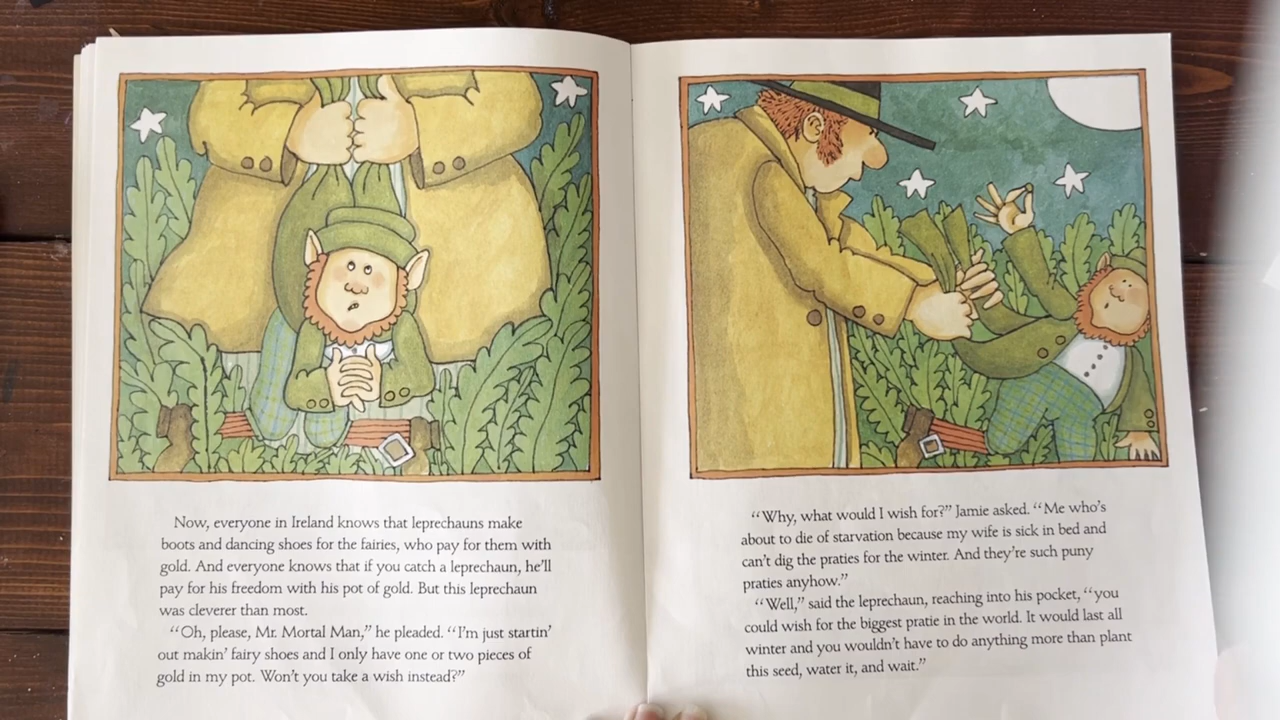 Now, everyone in Ireland knows that leprechauns make
boots and dancing shoes for the fairies, who pay for them with
gold. And everyone knows that if you catch a leprechaun, he'll
pay for his freedom with his pot of gold. But this leprechaun
was cleverer than most.
"Oh, please, Mr. Mortal Man," he pleaded. "I'm just startin'
out makin' fairy shoes and I only have one or two pieces of
gold in my pot. Won't you take a wish instead?"
"Why, what would I wish for?" Jamie asked. "Me who's
about to die of starvation because my wife is sick in bed and
can't dig the praties for the winter. And they're such puny
praties anyhow."
"Well," said the leprechaun, reaching into his pocket, "you
could wish for the biggest pratie in the world. It would last all
winter and you wouldn't have to do anything more than plant
this seed, water it, and wait."